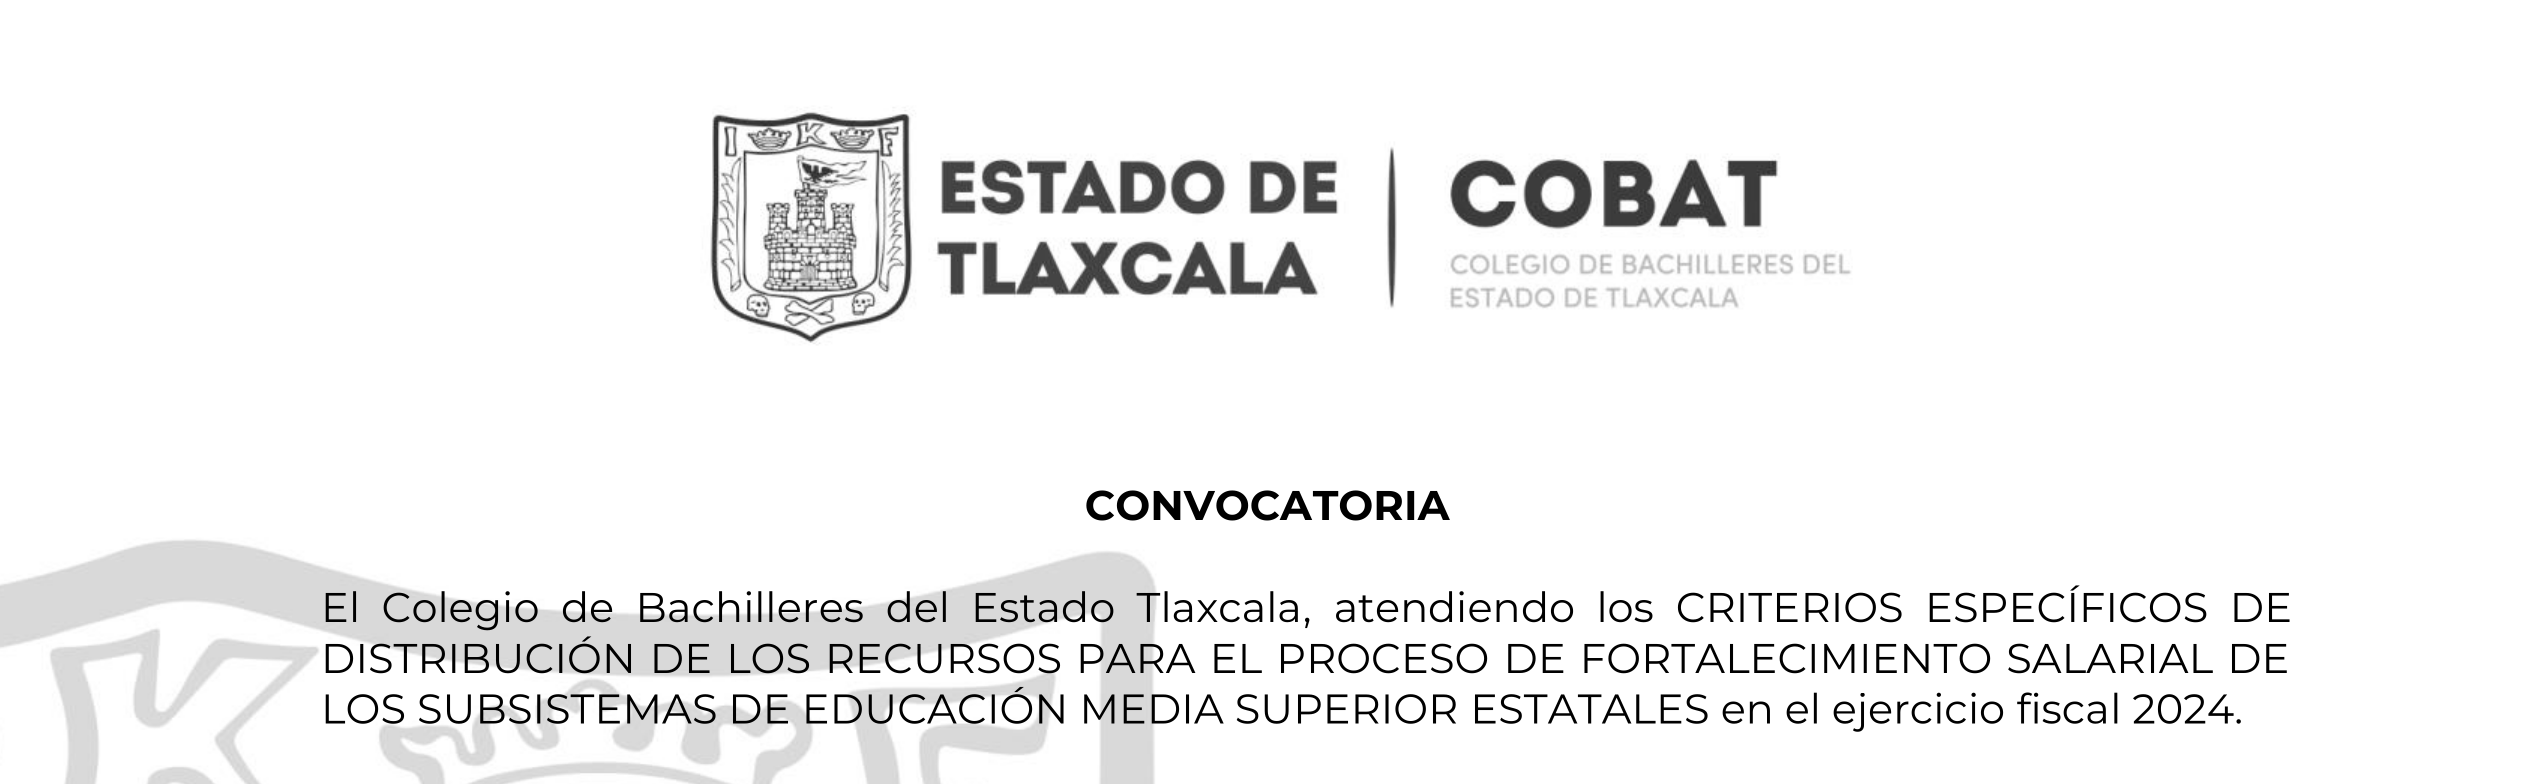 I K F
ESTADO DE
TLAXCALA
COBAT
COLEGIO DE BACHILLERES DEL
ESTADO DE TLAXCALA
CONVOCATORIA
El Colegio de Bachilleres del Estado Tlaxcala, atendiendo los CRITERIOS ESPECÍFICOS DE
DISTRIBUCIÓN DE LOS RECURSOS PARA EL PROCESO DE FORTALECIMIENTO SALARIAL DE
LOS SUBSISTEMAS DE EDUCACIÓN MEDIA SUPERIOR ESTATALES en el ejercicio fiscal 2024.
K F